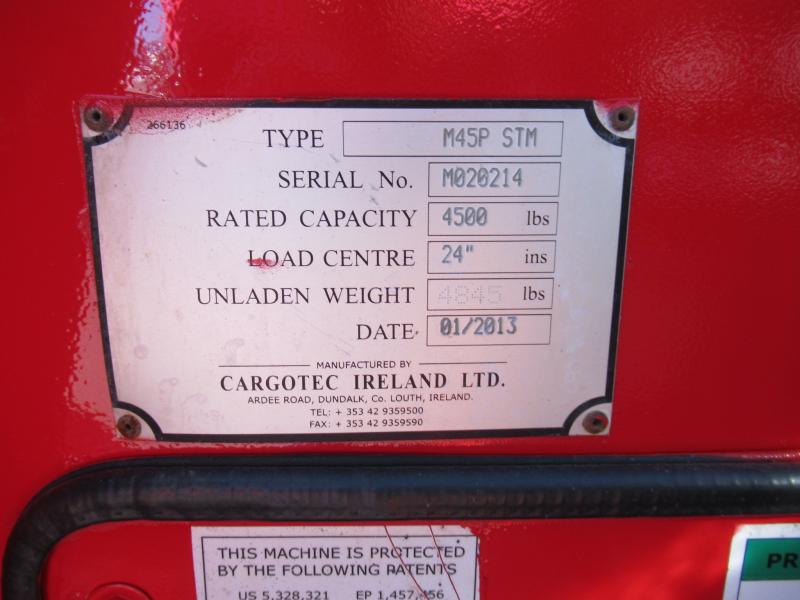 266136
TYPE M45P STM
SERIAL No. M020214
RATED CAPACITY 4500 lbs
LOAD CENTRE 24" ins
UNLADEN WEIGHT 4845 lbs
DATE 01/2013
MANUFACTURED BY
CARGOTEC IRELAND LTD.
ARDEE ROAD, DUNDALK, Co. LOUTH, IRELAND.
TEL: + 353 42 9359500
FAX: + 353 42 9359590
THIS MACHINE IS PROTECTED
BY THE FOLLOWING PATENTS
US 5,328,321 EP 1,457,456
PR